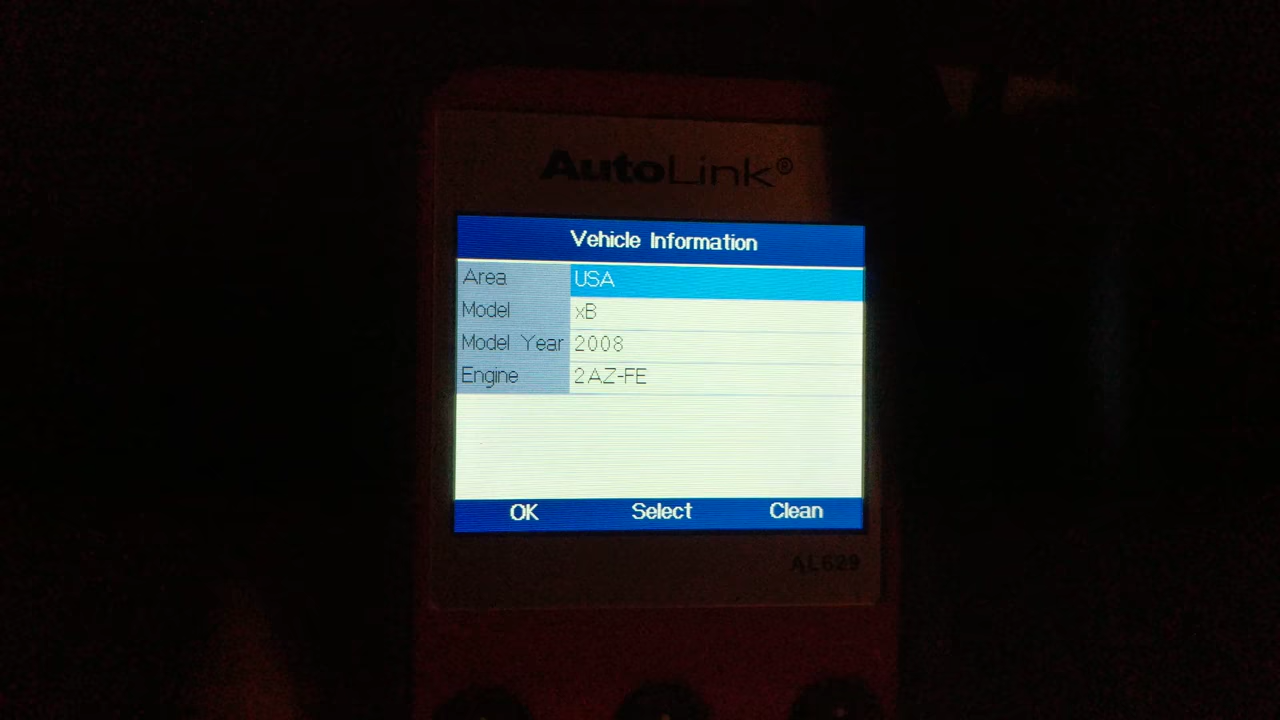 AutoLink®
Vehicle Information
Area USA
Model xB
Model Year 2008
Engine 2AZ-FE
OK Select Clean
AL629